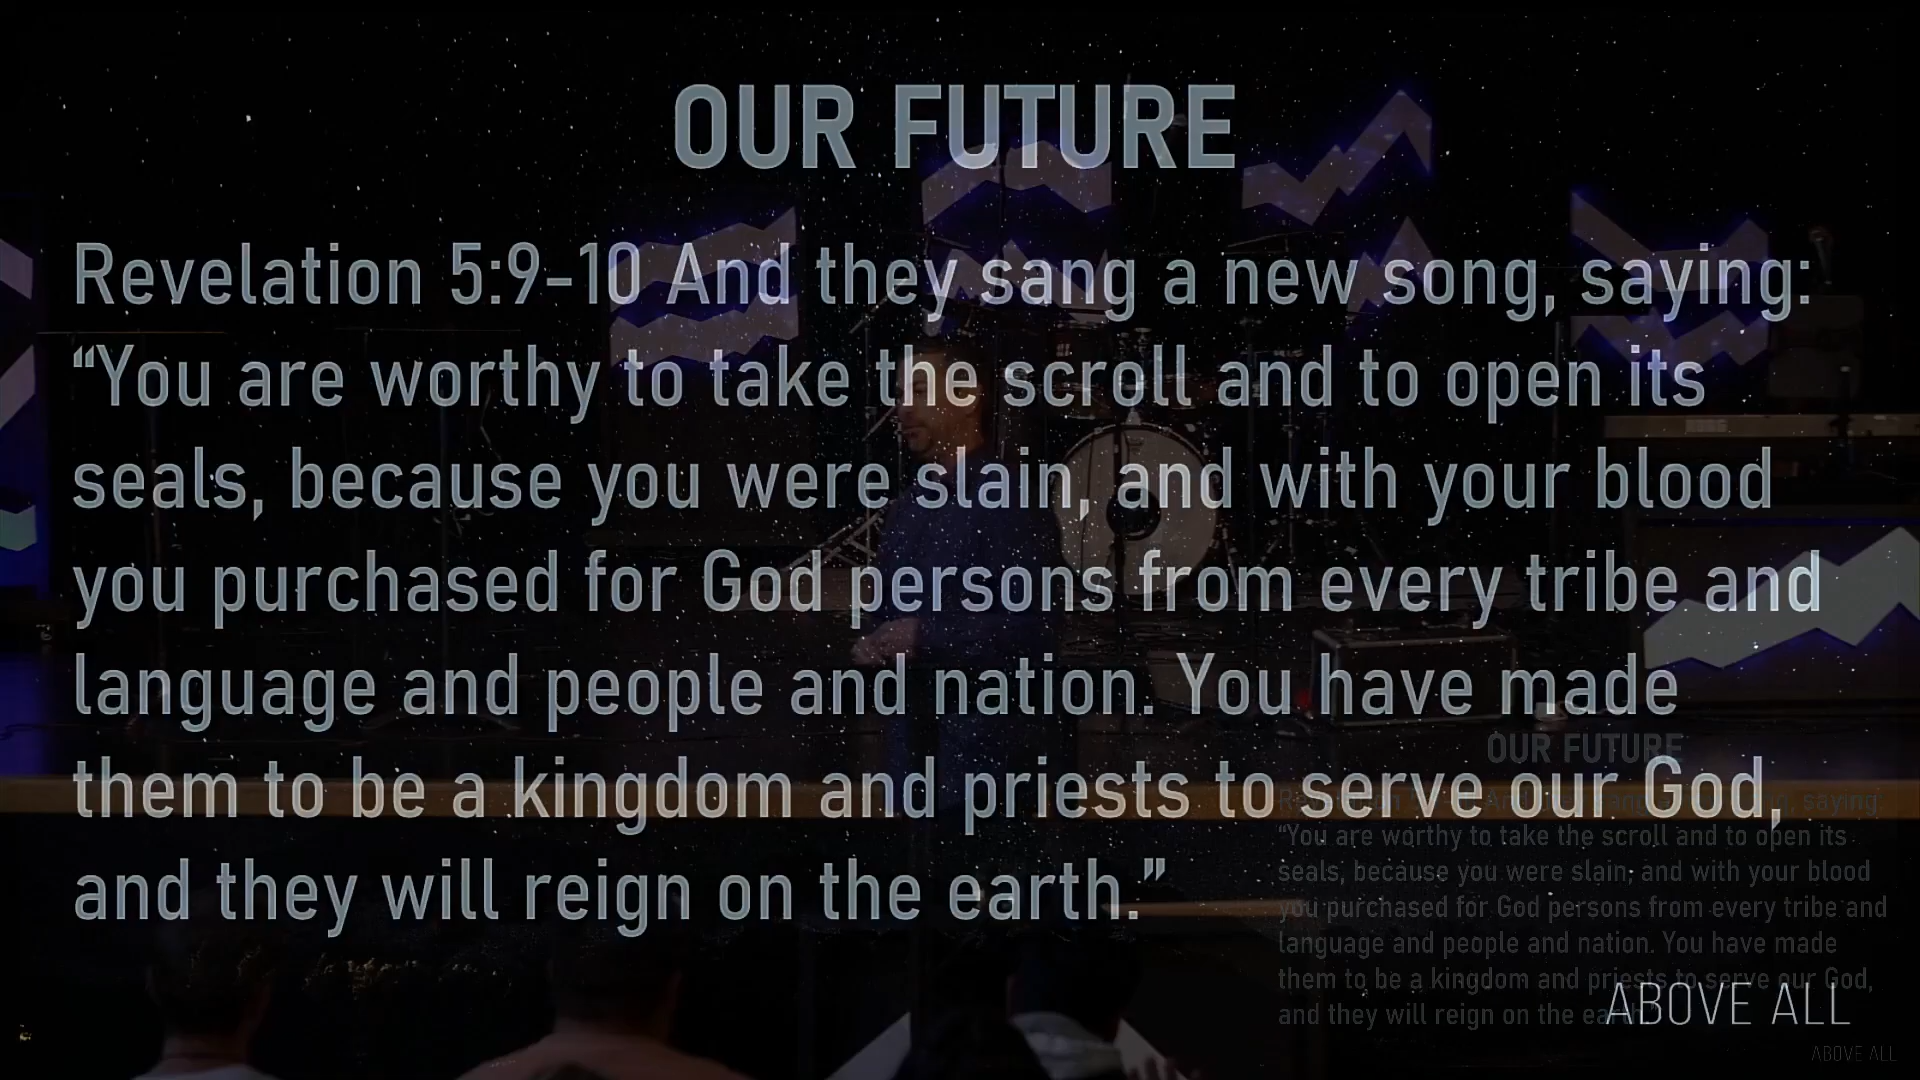 OUR FUTURE
Revelation 5:9-10 And they sang a new song, saying:
“You are worthy to take the scroll and to open its
seals, because you were slain, and with your blood
you purchased for God persons from every tribe and
language and people and nation. You have made
them to be a kingdom and priests to serve our God,
and they will reign on the earth.”
ABOVE ALL
OUR FUTURE
saying:
“You are worthy to take the scroll and to open its
seals, because you were slain, and with your blood
you purchased for God persons from every tribe and
language and people and nation. You have made
them to be a kingdom and priests to serve our God,
and they will reign on the earth.
ABOVE ALL